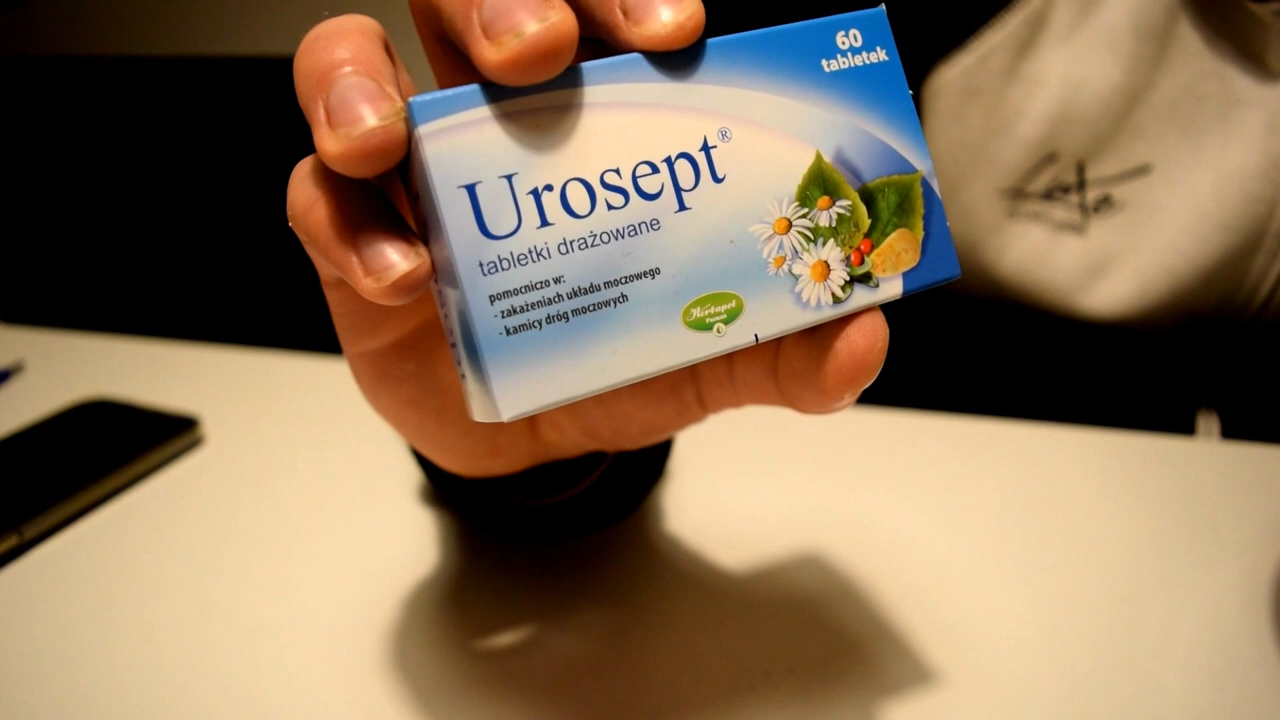 60
tabletek
Urosept®
tabletki drażowane
pomocniczo w:
- zakażeniach układu moczowego
- kamicy dróg moczowych
Herbapol